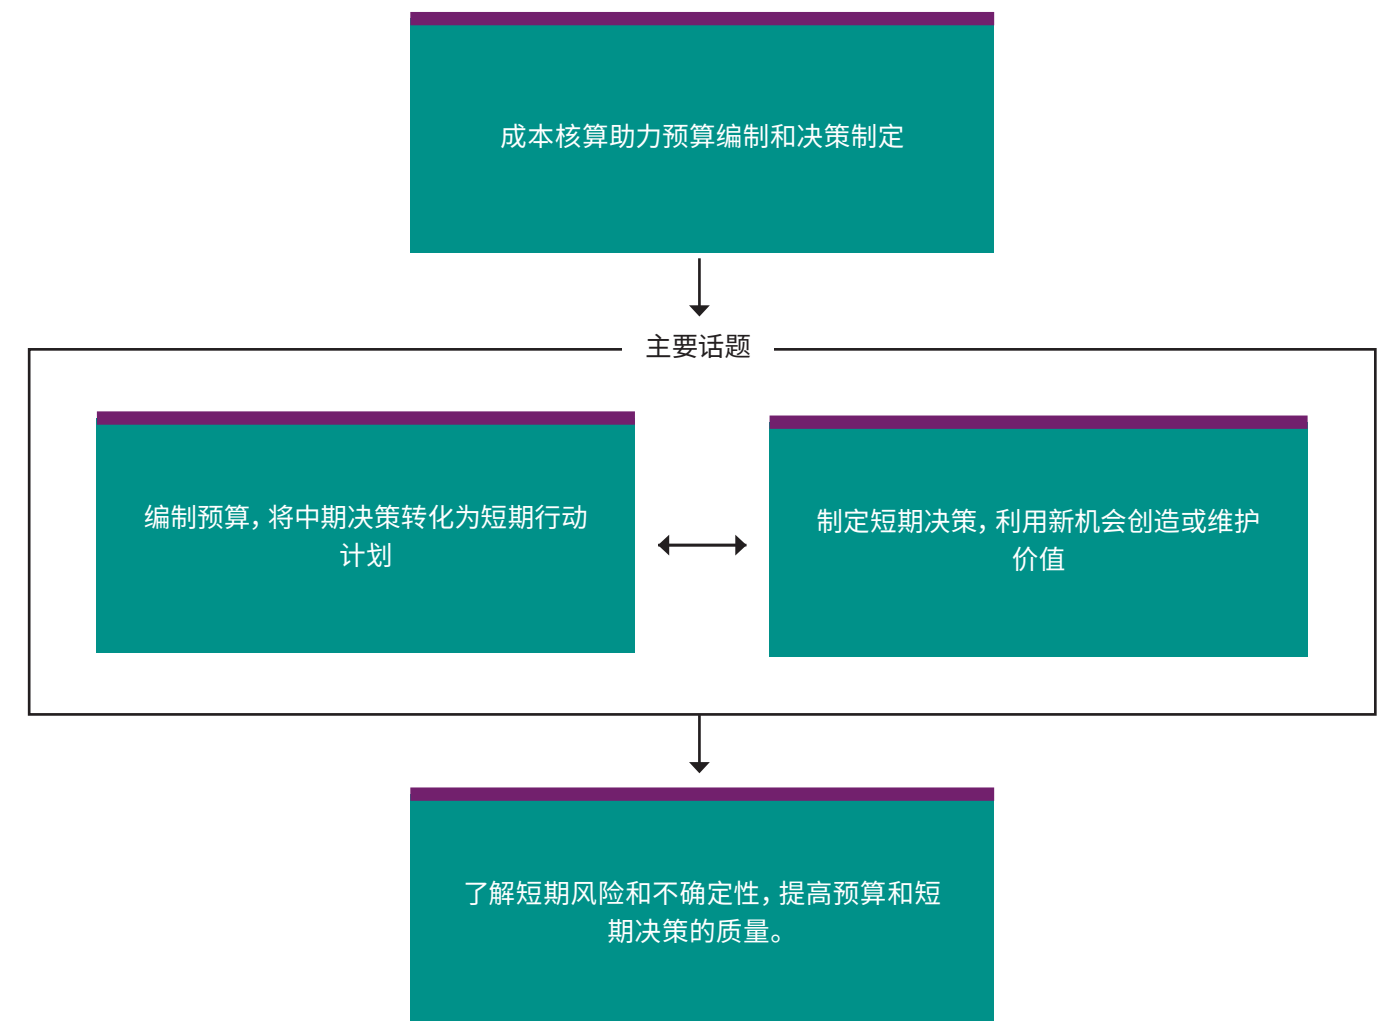 成本核算助力预算编制和决策制定
主要话题
编制预算，将中期决策转化为短期行动
计划
制定短期决策，利用新机会创造或维护
价值
了解短期风险和不确定性，提高预算和短
期决策的质量。